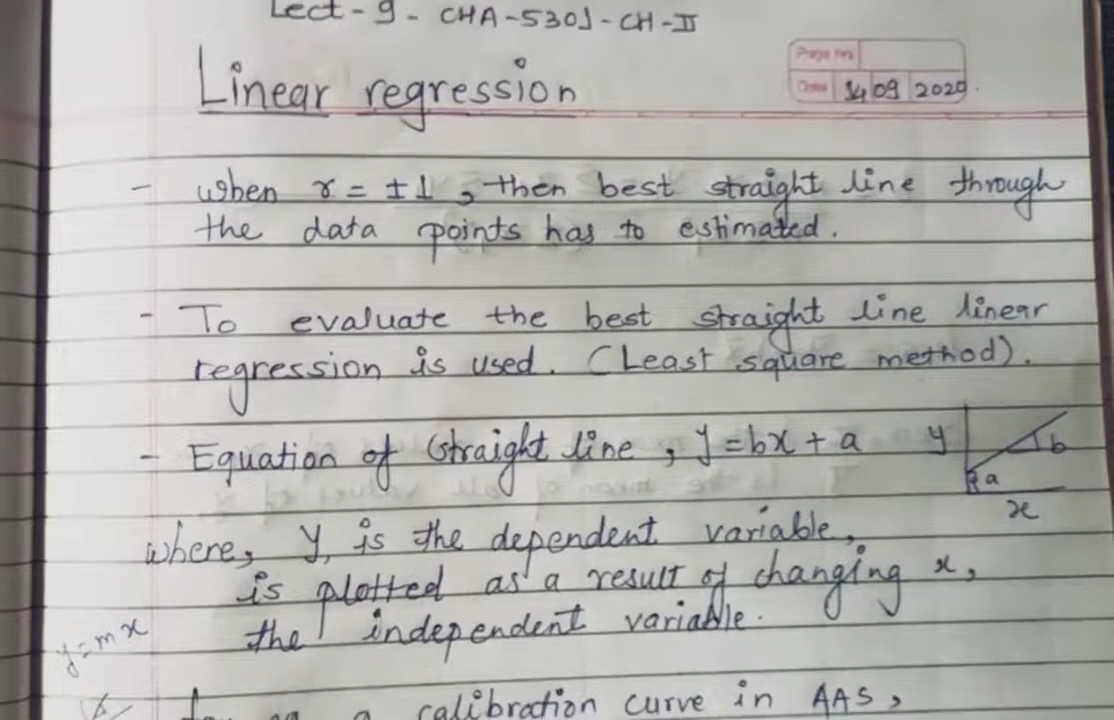 Lect-9- CHA-530J-CH-II
Linear regression
Page No.
Date 14 09 2020
- when r = ±1, then best straight line through
the data points has to estimated.
- To evaluate the best straight line linear
regression is used. (Least square method).
- Equation of straight line, y = bx + a
y b
a
x
where, y, is the dependent variable,
is plotted as a result of changing x,
the independent variable.
y=mx
a calibration curve in AAS,